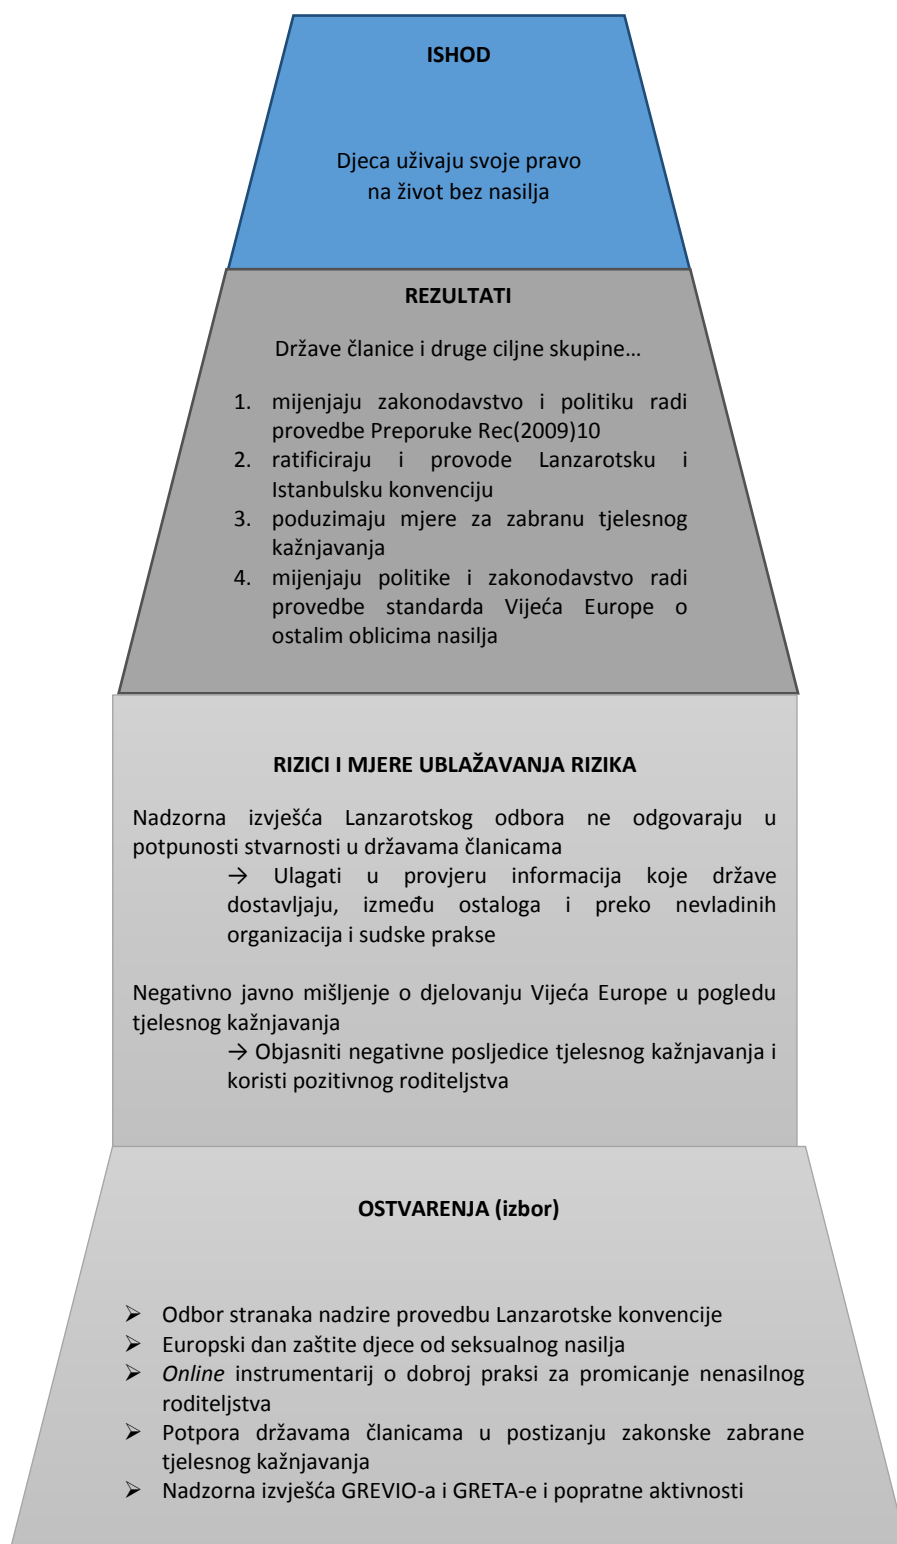 ISHOD
Djeca uživaju svoje pravo
na život bez nasilja
REZULTATI
Države članice i druge ciljne skupine…
1. mijenjaju zakonodavstvo i politiku radi
provedbe Preporuke Rec(2009)10
2. ratificiraju i provode Lanzarotsku i
Istanbulsku konvenciju
3. poduzimaju mjere za zabranu tjelesnog
kažnjavanja
4. mijenjaju politike i zakonodavstvo radi
provedbe standarda Vijeća Europe o
ostalim oblicima nasilja
RIZICI I MJERE UBLAŽAVANJA RIZIKA
Nadzorna izvješća Lanzarotskog odbora ne odgovaraju u
potpunosti stvarnosti u državama članicama
→ Ulagati u provjeru informacija koje države
dostavljaju, između ostaloga i preko nevladinih
organizacija i sudske prakse
Negativno javno mišljenje o djelovanju Vijeća Europe u pogledu
tjelesnog kažnjavanja
→ Objasniti negativne posljedice tjelesnog kažnjavanja i
koristi pozitivnog roditeljstva
OSTVARENJA (izbor)
➢ Odbor stranaka nadzire provedbu Lanzarotske konvencije
➢ Europski dan zaštite djece od seksualnog nasilja
➢ Online instrumentarij o dobroj praksi za promicanje nenasilnog
roditeljstva
➢ Potpora državama članicama u postizanju zakonske zabrane
tjelesnog kažnjavanja
➢ Nadzorna izvješća GREVIO-a i GRETA-e i popratne aktivnosti